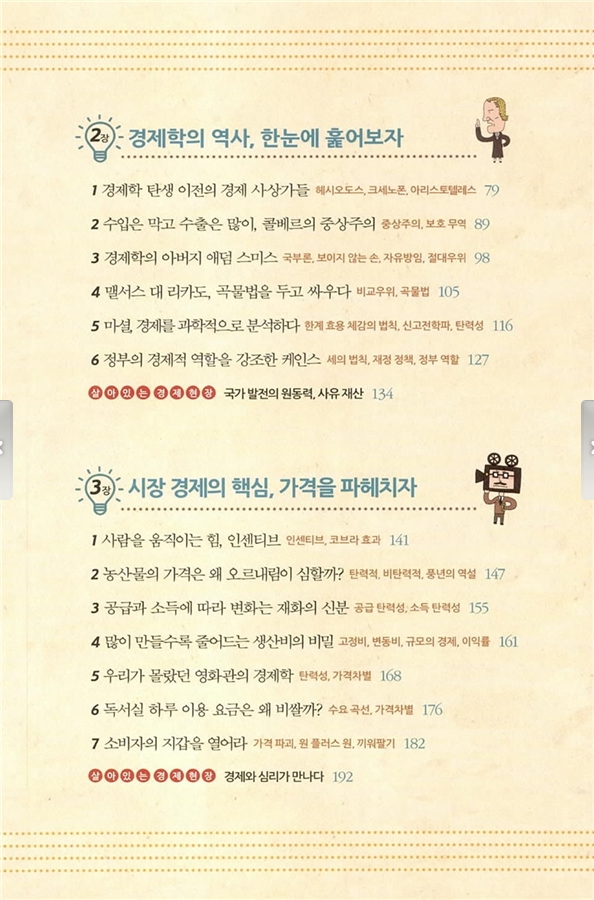 2장 경제학의 역사, 한눈에 훑어보자
1 경제학 탄생 이전의 경제 사상가들 헤시오도스, 크세노폰, 아리스토텔레스 79
2 수입은 막고 수출은 많이, 콜베르의 중상주의 중상주의, 보호 무역 89
3 경제학의 아버지 애덤 스미스 국부론, 보이지 않는 손, 자유방임, 절대우위 98
4 맬서스 대 리카도, 곡물법을 두고 싸우다 비교우위, 곡물법 105
5 마셜, 경제를 과학적으로 분석하다 한계 효용 체감의 법칙, 신고전학파, 탄력성 116
6 정부의 경제적 역할을 강조한 케인스 세의 법칙, 재정 정책, 정부 역할 127
살아있는 경제현장 국가 발전의 원동력, 사유 재산 134
3장 시장 경제의 핵심, 가격을 파헤치자
1 사람을 움직이는 힘, 인센티브 인센티브, 코브라 효과 141
2 농산물의 가격은 왜 오르내림이 심할까? 탄력적, 비탄력적, 풍년의 역설 147
3 공급과 소득에 따라 변화는 재화의 신분 공급 탄력성, 소득 탄력성 155
4 많이 만들수록 줄어드는 생산비의 비밀 고정비, 변동비, 규모의 경제, 이익률 161
5 우리가 몰랐던 영화관의 경제학 탄력성, 가격차별 168
6 독서실 하루 이용 요금은 왜 비쌀까? 수요 곡선, 가격차별 176
7 소비자의 지갑을 열어라 가격 파괴, 원 플러스 원, 끼워팔기 182
살아있는 경제현장 경제와 심리가 만나다 192